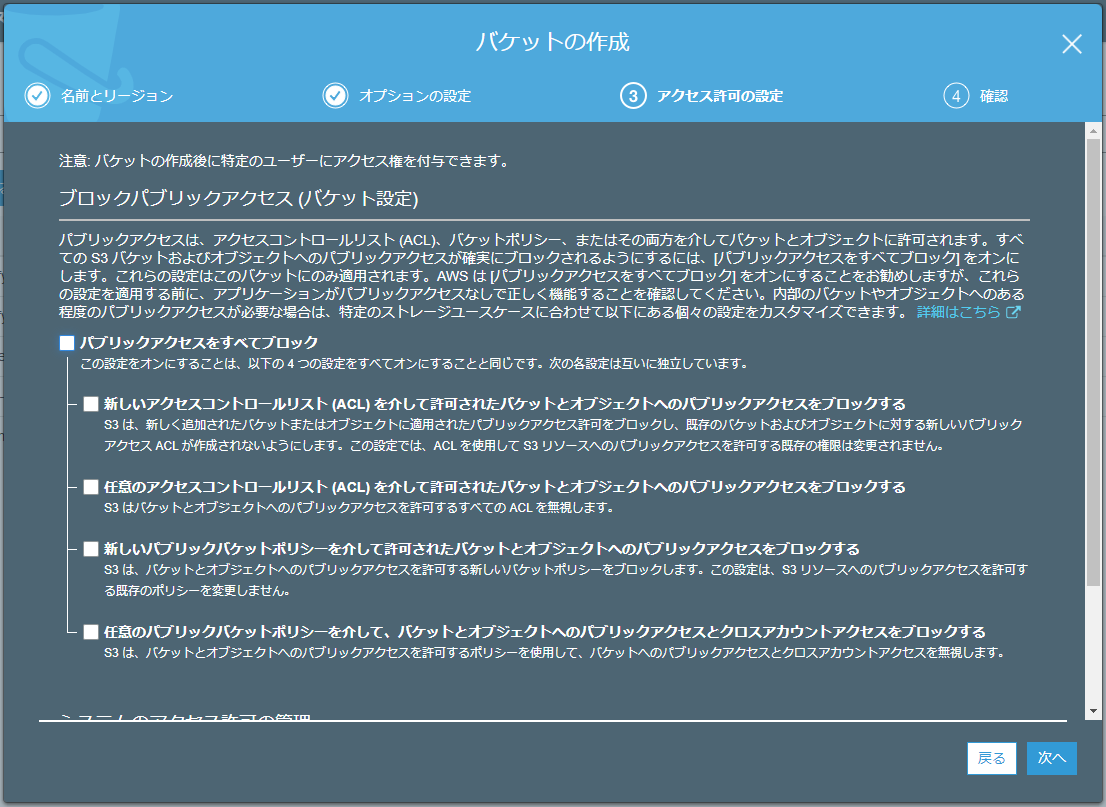 バケットの作成
名前とリージョン
オプションの設定
3 アクセス許可の設定
4 確認
注意: バケットの作成後に特定のユーザーにアクセス権を付与できます。
ブロックパブリックアクセス (バケット設定)
パブリックアクセスは、アクセスコントロールリスト (ACL)、バケットポリシー、またはその両方を介してバケットとオブジェクトに許可されます。すべ
ての S3 バケットおよびオブジェクトへのパブリックアクセスが確実にブロックされるようにするには、[パブリックアクセスをすべてブロック] をオンに
します。これらの設定はこのバケットにのみ適用されます。AWS は [パブリックアクセスをすべてブロック] をオンにすることをお勧めしますが、これら
の設定を適用する前に、アプリケーションがパブリックアクセスなしで正しく機能することを確認してください。内部のバケットやオブジェクトへのある
程度のパブリックアクセスが必要な場合は、特定のストレージユースケースに合わせて以下にある個々の設定をカスタマイズできます。 詳細はこちら
パブリックアクセスをすべてブロック
この設定をオンにすることは、以下の 4 つの設定をすべてオンにすることと同じです。次の各設定は互いに独立しています。
新しいアクセスコントロールリスト (ACL) を介して許可されたバケットとオブジェクトへのパブリックアクセスをブロックする
S3 は、新しく追加されたバケットまたはオブジェクトに適用されたパブリックアクセス許可をブロックし、既存のバケットおよびオブジェクトに対する新しいパブリック
アクセス ACL が作成されないようにします。この設定では、ACL を使用して S3 リソースへのパブリックアクセスを許可する既存の権限は変更されません。
任意のアクセスコントロールリスト (ACL) を介して許可されたバケットとオブジェクトへのパブリックアクセスをブロックする
S3 はバケットとオブジェクトへのパブリックアクセスを許可するすべての ACL を無視します。
新しいパブリックバケットポリシーを介して許可されたバケットとオブジェクトへのパブリックアクセスをブロックする
S3 は、バケットとオブジェクトへのパブリックアクセスを許可する新しいバケットポリシーをブロックします。この設定は、S3 リソースへのパブリックアクセスを許可す
る既存のポリシーを変更しません。
任意のパブリックバケットポリシーを介して、バケットとオブジェクトへのパブリックアクセスとクロスアカウントアクセスをブロックする
S3 は、バケットとオブジェクトへのパブリックアクセスを許可するポリシーを使用して、バケットへのパブリックアクセスとクロスアカウントアクセスを無視します。
システムのアクセス許可の管理
戻る
次へ